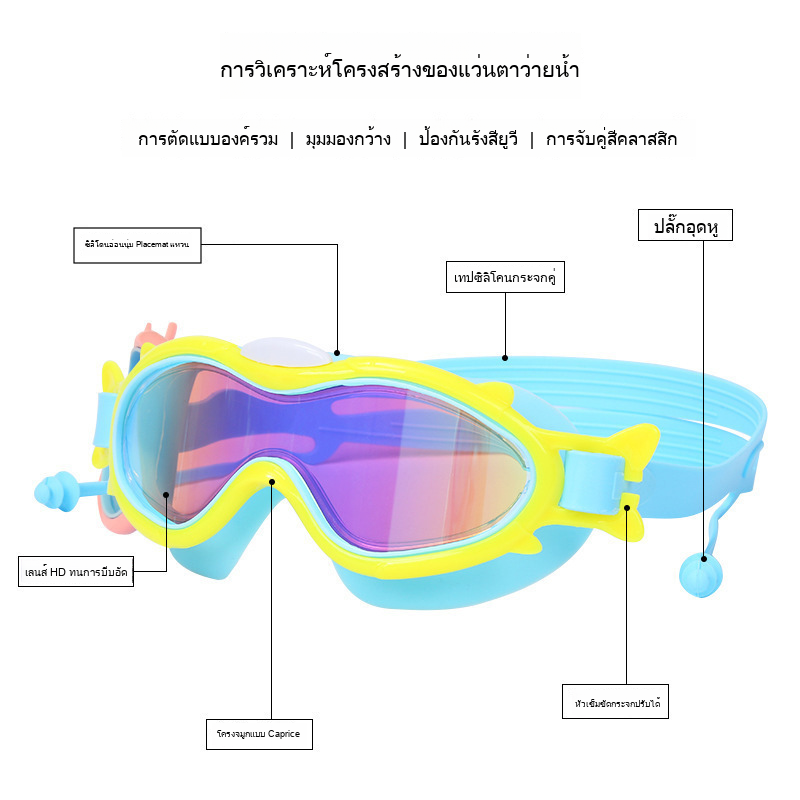 การวิเคราะห์โครงสร้างของแว่นตาว่ายน้ำ
การตัดแบบองค์รวม | มุมมองกว้าง | ป้องกันรังสียูวี | การจับคู่สีคลาสสิก
ปลั๊กอุดหู
ซิลิโคนอ่อนนุ่ม Placemat แหวน
เทปซิลิโคนกระจกคู่
เลนส์ HD ทนการบีบอัด
หัวเข็มขัดกระจกปรับได้
โครงจมูกแบบ Caprice